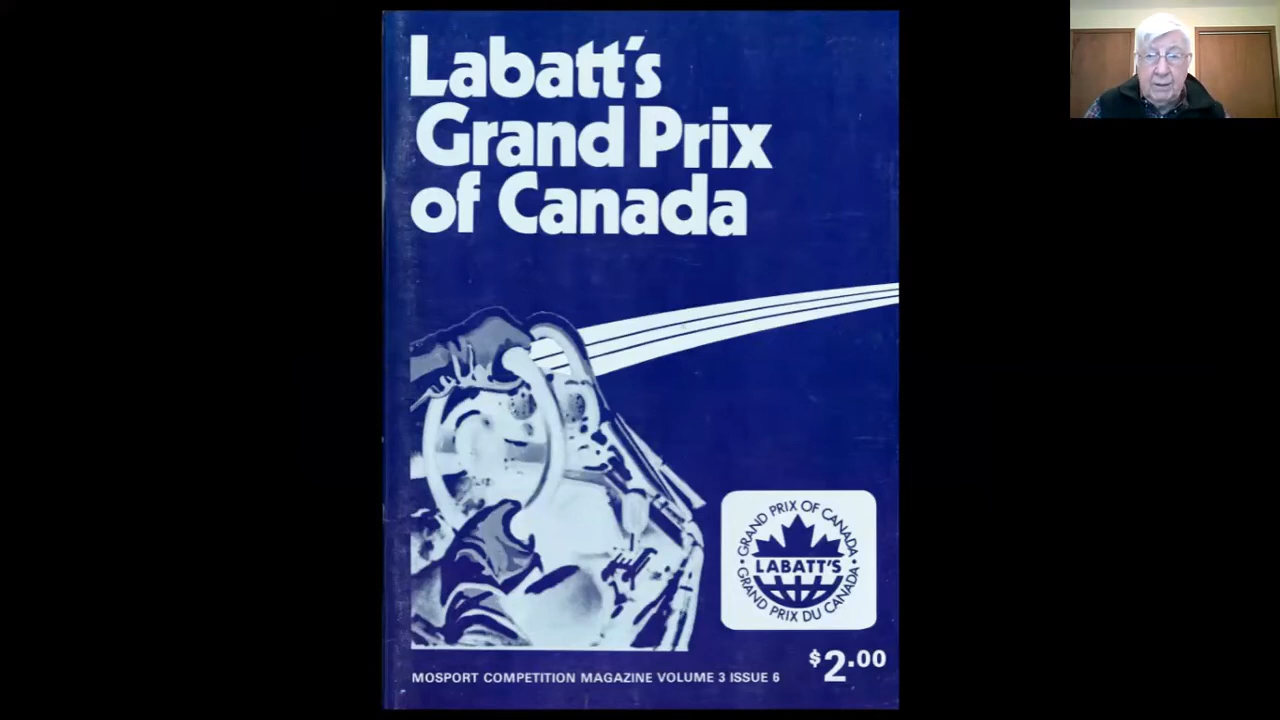 Labatt's
Grand Prix
of Canada
GRAND PRIX OF CANADA
LABATT'S
GRAND PRIX DU CANADA
$2.00
MOSPORT COMPETITION MAGAZINE VOLUME 3 ISSUE 6